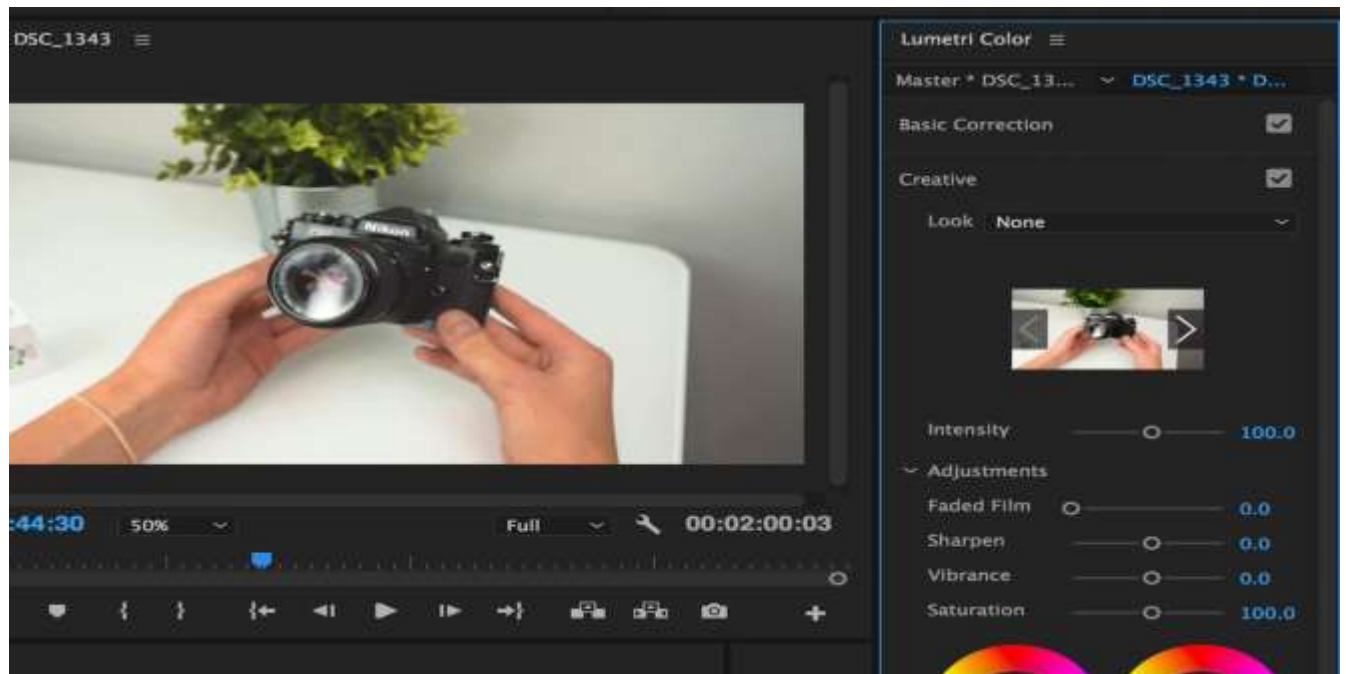 DSC_1343
Nikon
:44:30
50%
Full
00:02:00:03
Lumetri Color
Master * DSC_13... DSC_1343 * D...
Basic Correction
Creative
Look None
Intensity 100.0
Adjustments
Faded Film 0.0
Sharpen 0.0
Vibrance 0.0
Saturation 100.0